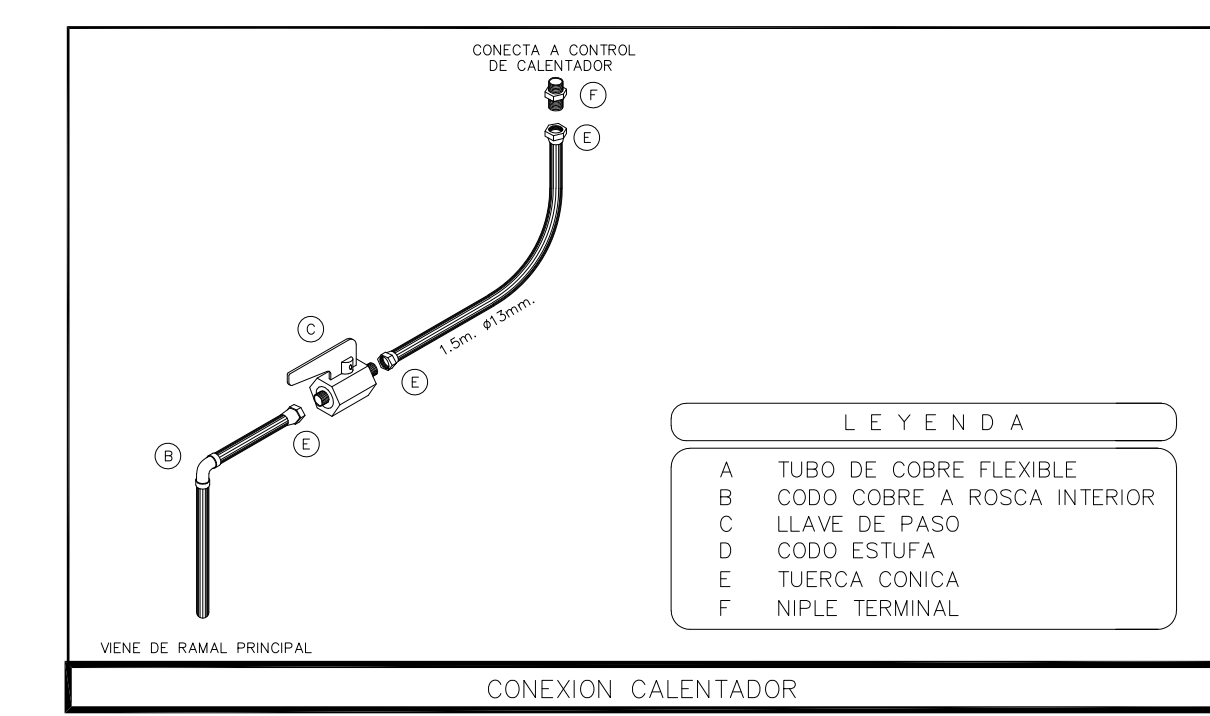 CONECTA A CONTROL
DE CALENTADOR
F
E
1.5m. ø13mm.
C
E
E
B
VIENE DE RAMAL PRINCIPAL
L E Y E N D A
A TUBO DE COBRE FLEXIBLE
B CODO COBRE A ROSCA INTERIOR
C LLAVE DE PASO
D CODO ESTUFA
E TUERCA CONICA
F NIPLE TERMINAL
CONEXION CALENTADOR